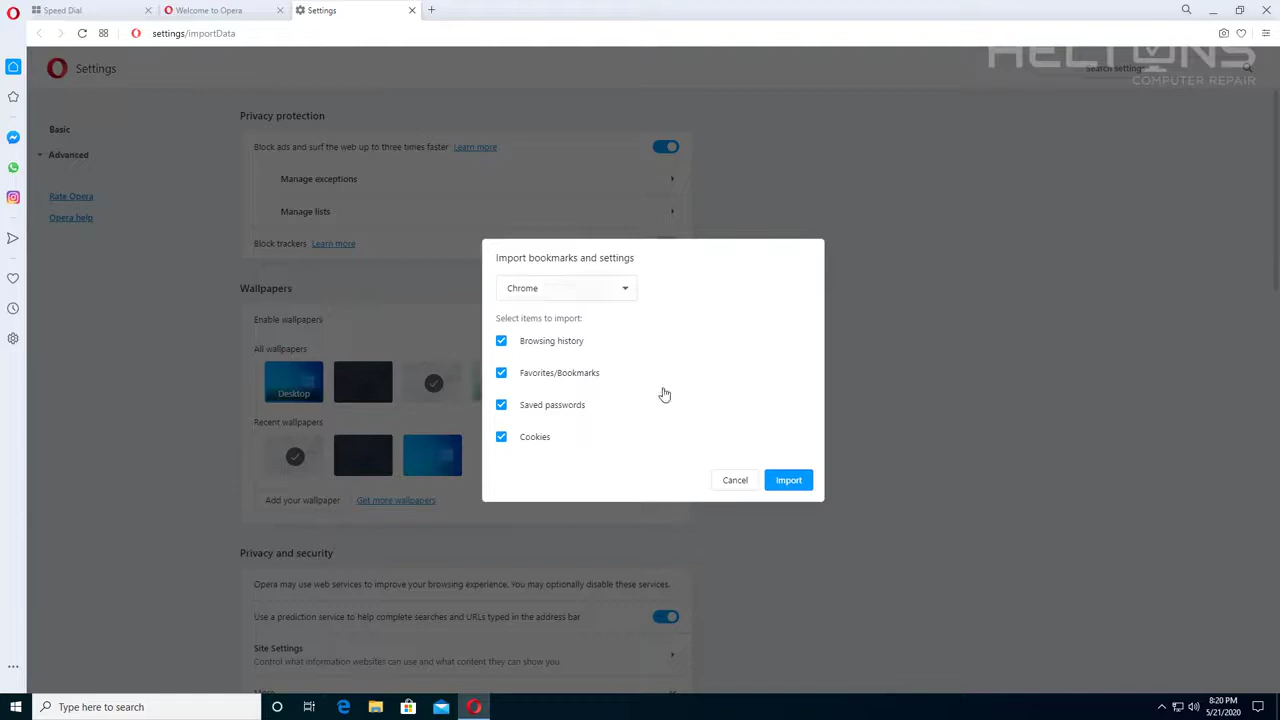 Speed Dial
Welcome to Opera
Settings
settings/importData
HELTONS
COMPUTER REPAIR
Settings
Search settings
Basic
Advanced
Rate Opera
Opera help
Privacy protection
Block ads and surf the web up to three times faster Learn more
Manage exceptions
Manage lists
Block trackers Learn more
Wallpapers
Enable wallpapers
All wallpapers
Desktop
Recent wallpapers
Add your wallpaper Get more wallpapers
Import bookmarks and settings
Chrome
Select items to import:
Browsing history
Favorites/Bookmarks
Saved passwords
Cookies
Cancel Import
Privacy and security
Opera may use web services to improve your browsing experience. You may optionally disable these services.
Use a prediction service to help complete searches and URLs typed in the address bar
Site Settings
Control what information websites can use and what content they can show you
More
Type here to search
8:20 PM
5/21/2020